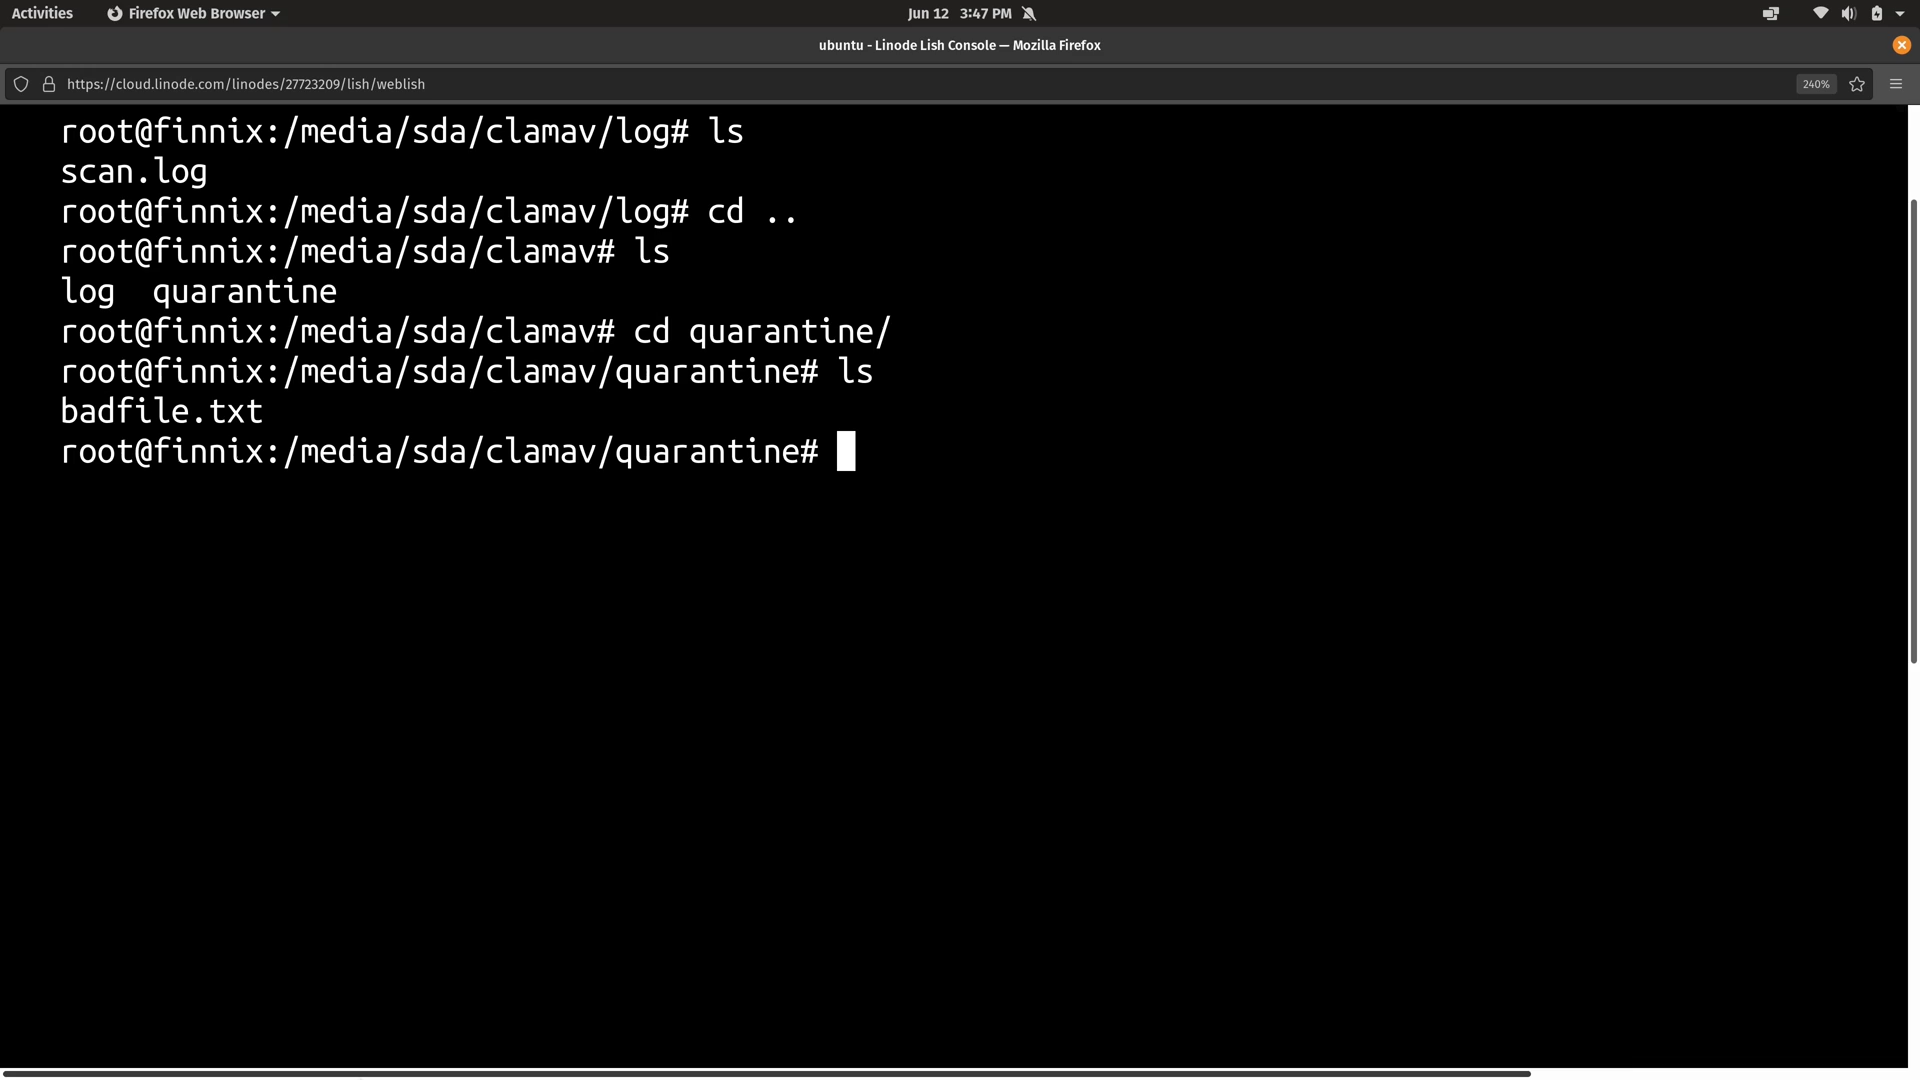 Activities Firefox Web Browser Jun 12 3:47 PM
ubuntu - Linode Lish Console — Mozilla Firefox
https://cloud.linode.com/linodes/27723209/lish/weblish 240%
root@finnix:/media/sda/clamav/log# ls
scan.log
root@finnix:/media/sda/clamav/log# cd ..
root@finnix:/media/sda/clamav# ls
log  quarantine
root@finnix:/media/sda/clamav# cd quarantine/
root@finnix:/media/sda/clamav/quarantine# ls
badfile.txt
root@finnix:/media/sda/clamav/quarantine#